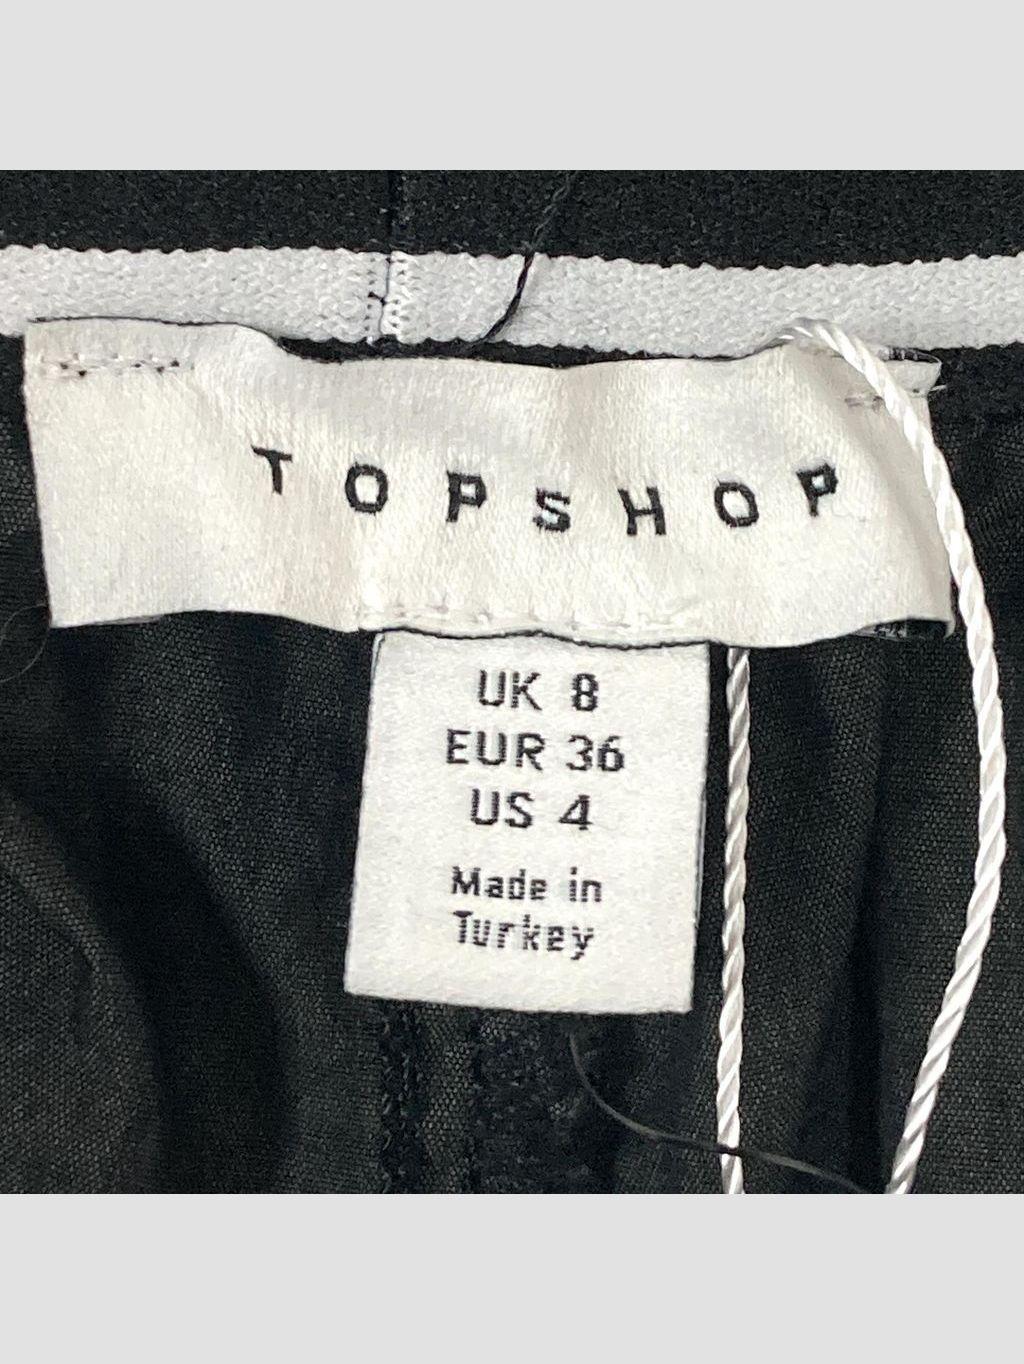 TOPSHOP
UK 8
EUR 36
US 4
Made in
Turkey